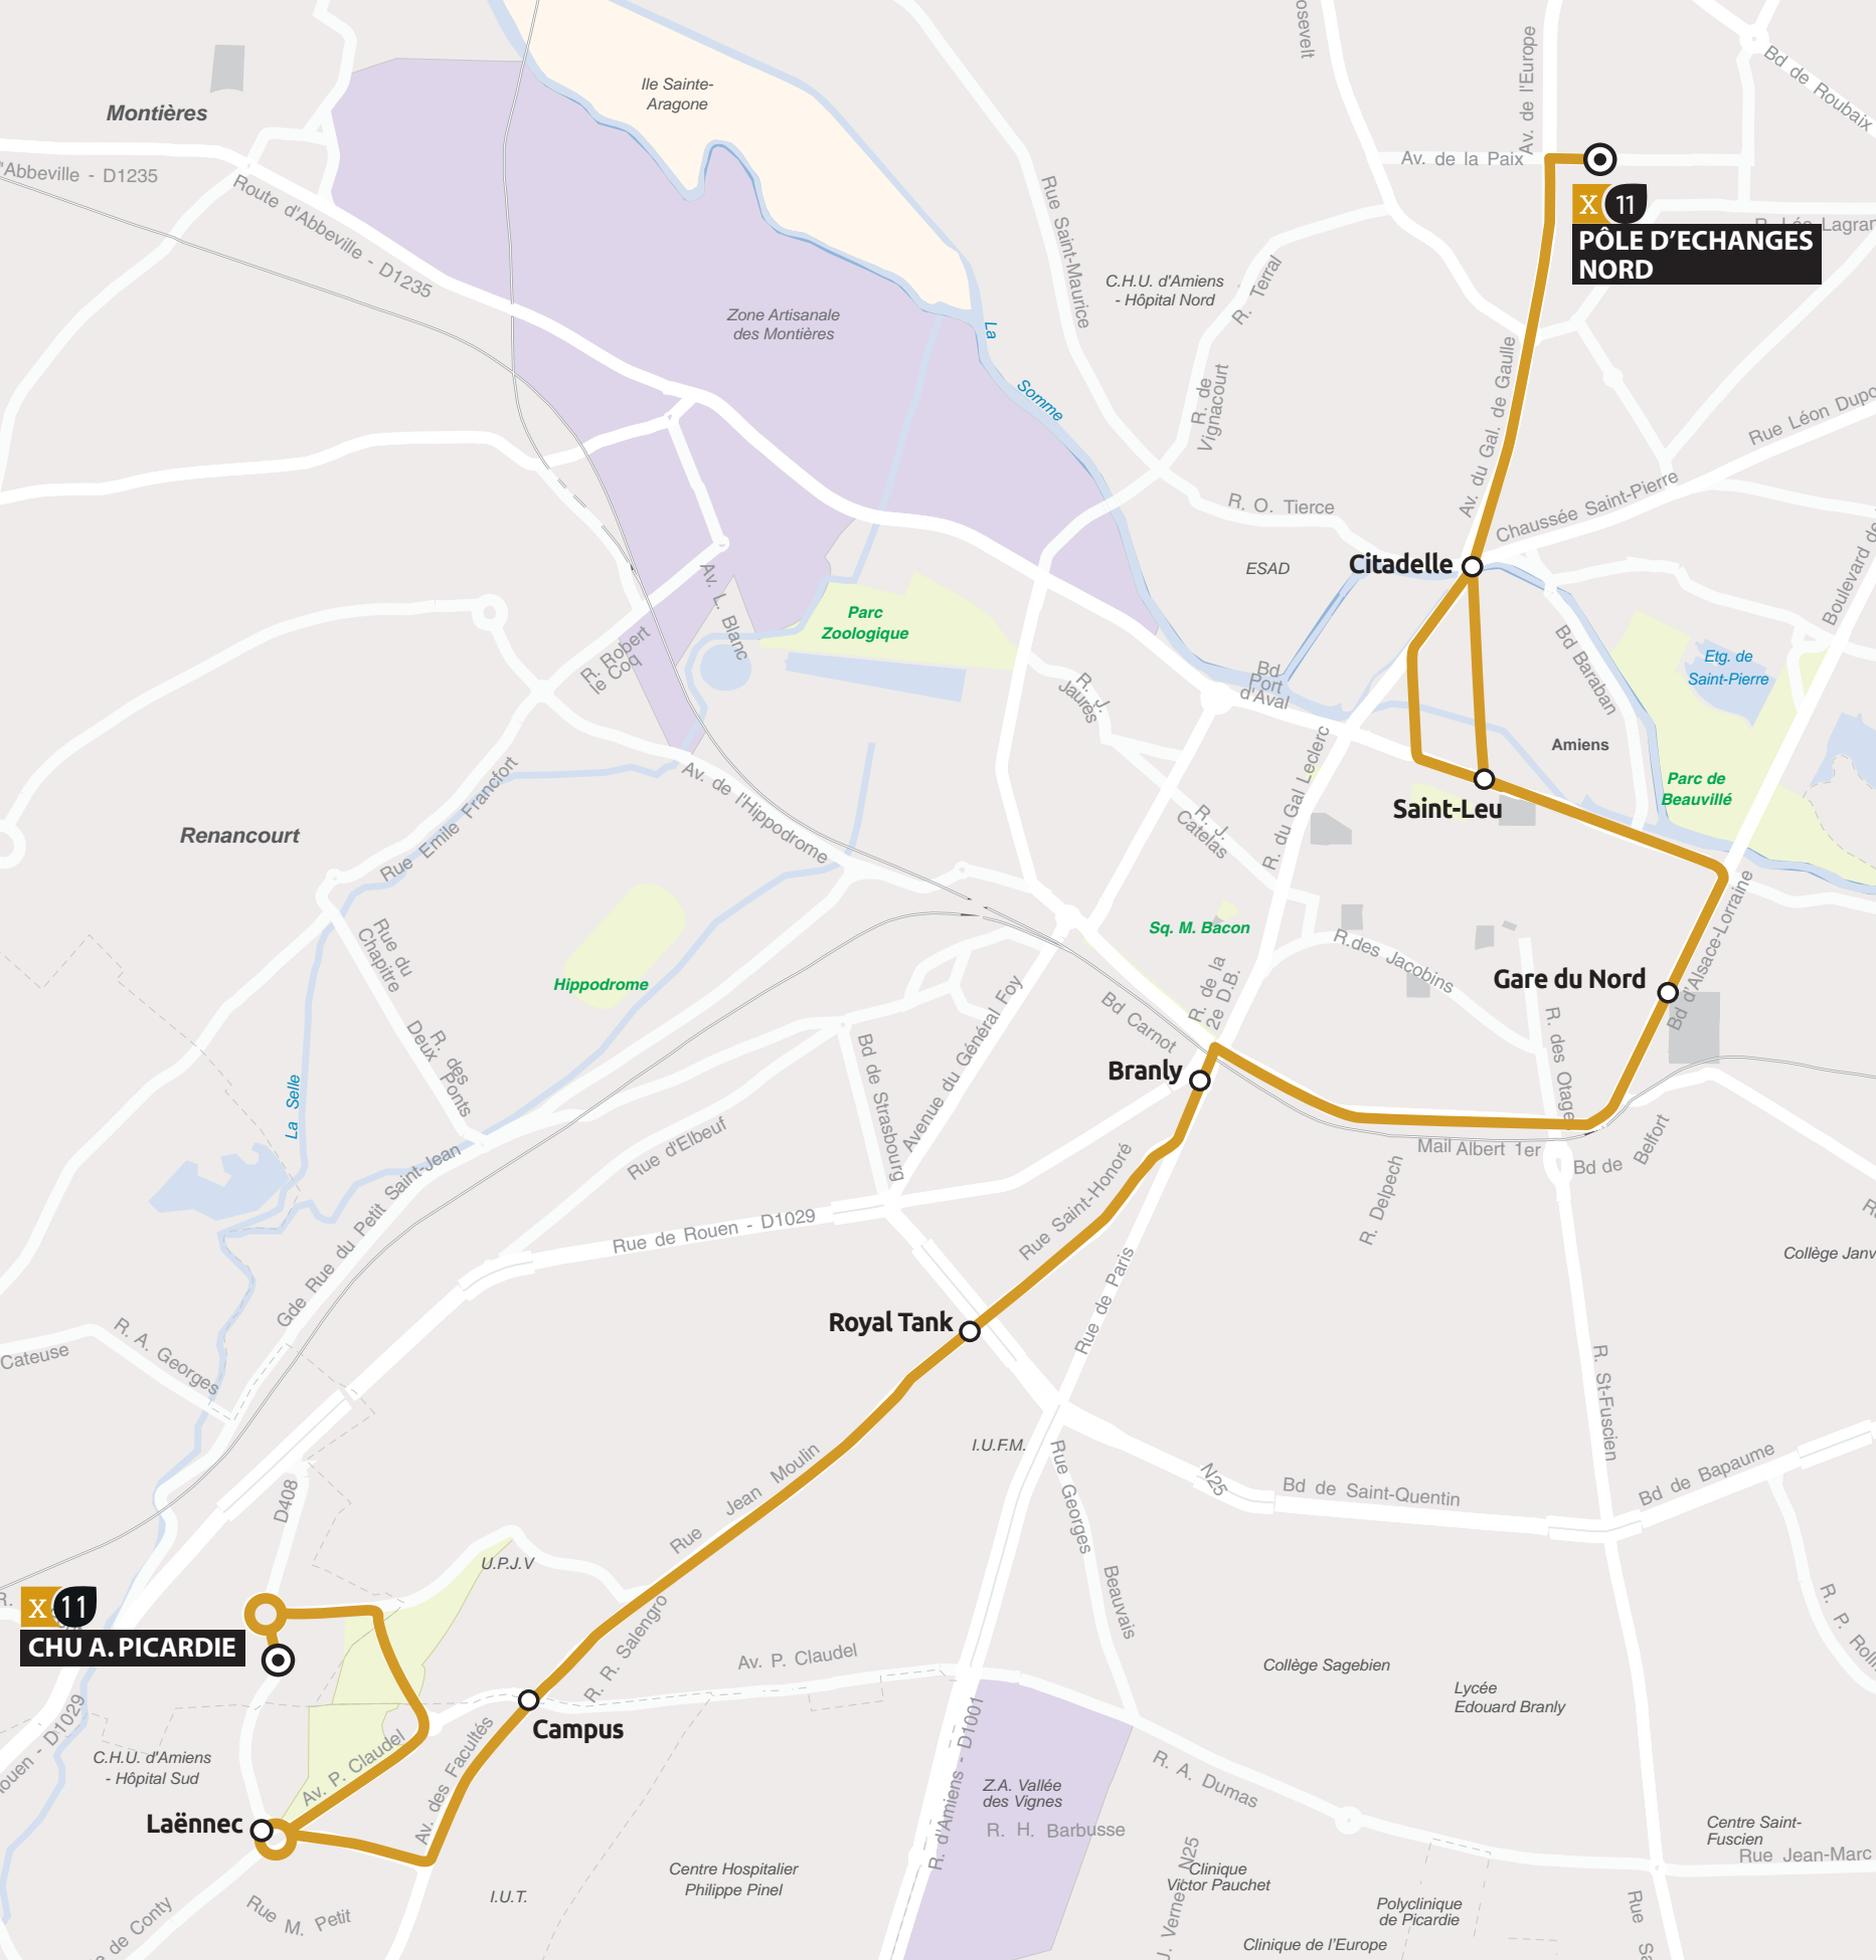 osevelt
Av. de l'Europe
Bd de Roubaix
Ile Sainte-
Aragone
Montières
'Abbeville - D1235
Route d'Abbeville - D1235
Av. de la Paix
X 11
PÔLE D'ECHANGES
NORD
R. Léo Lagran
Rue Saint-Maurice
C.H.U. d'Amiens
- Hôpital Nord
R. Terral
Zone Artisanale
des Montières
La
Somme
R. de
Vignacourt
Av. du Gal. de Gaulle
Rue Léon Dupo
R. O. Tierce
Chaussée Saint-Pierre
Boulevard de
ESAD
Citadelle
Av. L. Blanc
Parc
Zoologique
R. Robert
le Coq
Bd
Port
d'Aval
R. J.
Jaurès
Bd Baraban
Etg. de
Saint-Pierre
Amiens
Parc de
Beauvillé
Saint-Leu
R. du Gal Leclerc
R. J.
Catelas
Av. de l'Hippodrome
Rue Emile Francfort
Renancourt
Rue du
Chapitre
Hippodrome
Sq. M. Bacon
R. de la
2e D.B.
R.des Jacobins
Gare du Nord
Bd d'Alsace-Lorraine
R. des Otage
R. des
Deux Ponts
Bd Carnot
Avenue du Général Foy
Bd de Strasbourg
Branly
La Selle
Mail Albert 1er
Bd de Belfort
Rue d'Elbeuf
Gde Rue du Petit Saint-Jean
Rue Saint-Honoré
R. Delpech
Rue de Rouen - D1029
Collège Janv
Rue de Paris
Royal Tank
R. A. Georges
Cateuse
R. St-Fuscien
I.U.F.M.
Rue Georges
Beauvais
N25
Bd de Saint-Quentin
Bd de Bapaume
Rue Jean Moulin
D408
U.P.J.V
R. P. Rolli
R.
X 11
CHU A. PICARDIE
R. R. Salengro
Av. P. Claudel
Collège Sagebien
Lycée
Edouard Branly
Campus
ouen - D1029
C.H.U. d'Amiens
- Hôpital Sud
Av. P. Claudel
Av. des Facultés
R. d'Amiens - D1001
Z.A. Vallée
des Vignes
R. H. Barbusse
R. A. Dumas
Laënnec
Centre Saint-
Fuscien
Rue Jean-Marc
Centre Hospitalier
Philippe Pinel
I.U.T.
N25
Clinique
Victor Pauchet
J. Verne
Polyclinique
de Picardie
Rue M. Petit
e de Conty
Clinique de l'Europe
Rue Sa